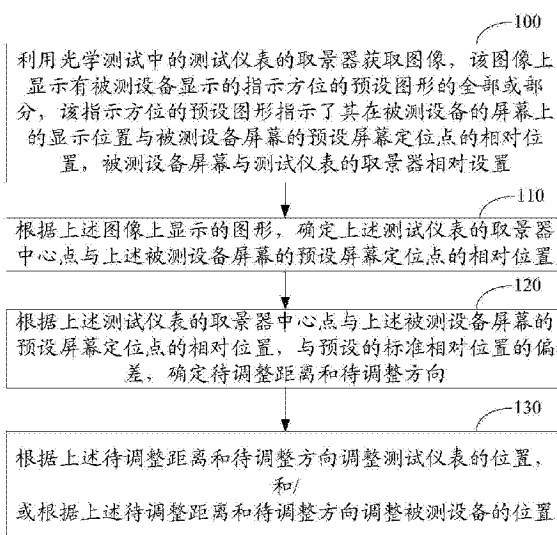 100
利用光学测试中的测试仪表的取景器获取图像，该图像上
显示有被测设备显示的指示方位的预设图形的全部或部
分，该指示方位的预设图形指示了其在被测设备的屏幕上
的显示位置与被测设备屏幕的预设屏幕定位点的相对位
置，被测设备屏幕与测试仪表的取景器相对设置
110
根据上述图像上显示的图形，确定上述测试仪表的取景器
中心点与上述被测设备屏幕的预设屏幕定位点的相对位置
120
根据上述测试仪表的取景器中心点与上述被测设备屏幕的
预设屏幕定位点的相对位置，与预设的标准相对位置的偏
差，确定待调整距离和待调整方向
130
根据上述待调整距离和待调整方向调整测试仪表的位置，
和/
或根据上述待调整距离和待调整方向调整被测设备的位置